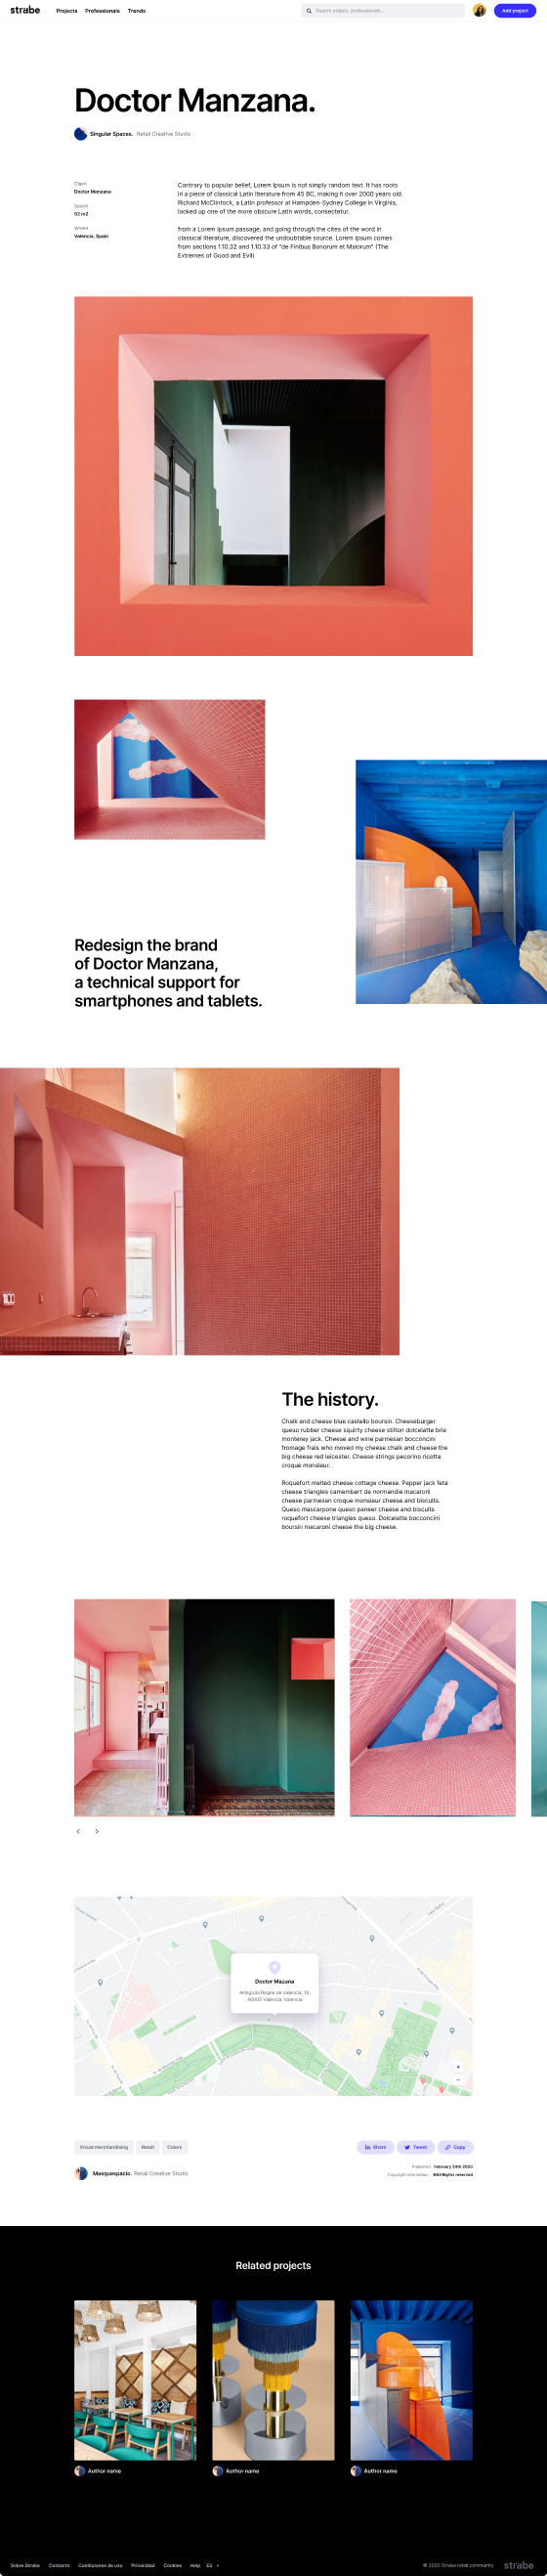 strabe
Projects
Professionals
Trends
Search projets, professionals...
Add project
Doctor Manzana.
Singular Spaces. Retail Creative Studio
Client
Doctor Manzana
Space
52 m2
Where
Valencia, Spain
Contrary to popular belief, Lorem Ipsum is not simply random text. It has roots
in a piece of classical Latin literature from 45 BC, making it over 2000 years old.
Richard McClintock, a Latin professor at Hampden-Sydney College in Virginia,
looked up one of the more obscure Latin words, consectetur.
from a Lorem Ipsum passage, and going through the cites of the word in
classical literature, discovered the undoubtable source. Lorem Ipsum comes
from sections 1.10.32 and 1.10.33 of "de Finibus Bonorum et Malorum" (The
Extremes of Good and Evil)
Redesign the brand
of Doctor Manzana,
a technical support for
smartphones and tablets.
The history.
Chalk and cheese blue castello boursin. Cheeseburger
queso rubber cheese squirty cheese stilton dolcelatte brie
monterey jack. Cheese and wine parmesan bocconcini
fromage frais who moved my cheese chalk and cheese the
big cheese red leicester. Cheese strings pecorino ricotta
croque monsieur.
Roquefort melted cheese cottage cheese. Pepper jack feta
cheese triangles camembert de normandie macaroni
cheese parmesan croque monsieur cheese and biscuits.
Queso mascarpone queso paneer cheese and biscuits
roquefort cheese triangles queso. Dolcelatte bocconcini
boursin macaroni cheese the big cheese.
Doctor Mazana
Avinguda Regne de València, 16,
46005 València, Valencia
Visual merchandising
Retail
Colors
Share
Tweet
Copy
Masquespacio. Retail Creative Studio
Published February 24th 2020
Copyright information ©All Rigths reserved
Related projects
Author name
Author name
Author name
Sobre Strabe
Contacta
Condiciones de uso
Privacidad
Cookies
Help
ES
© 2022 Strabe retail community
strabe